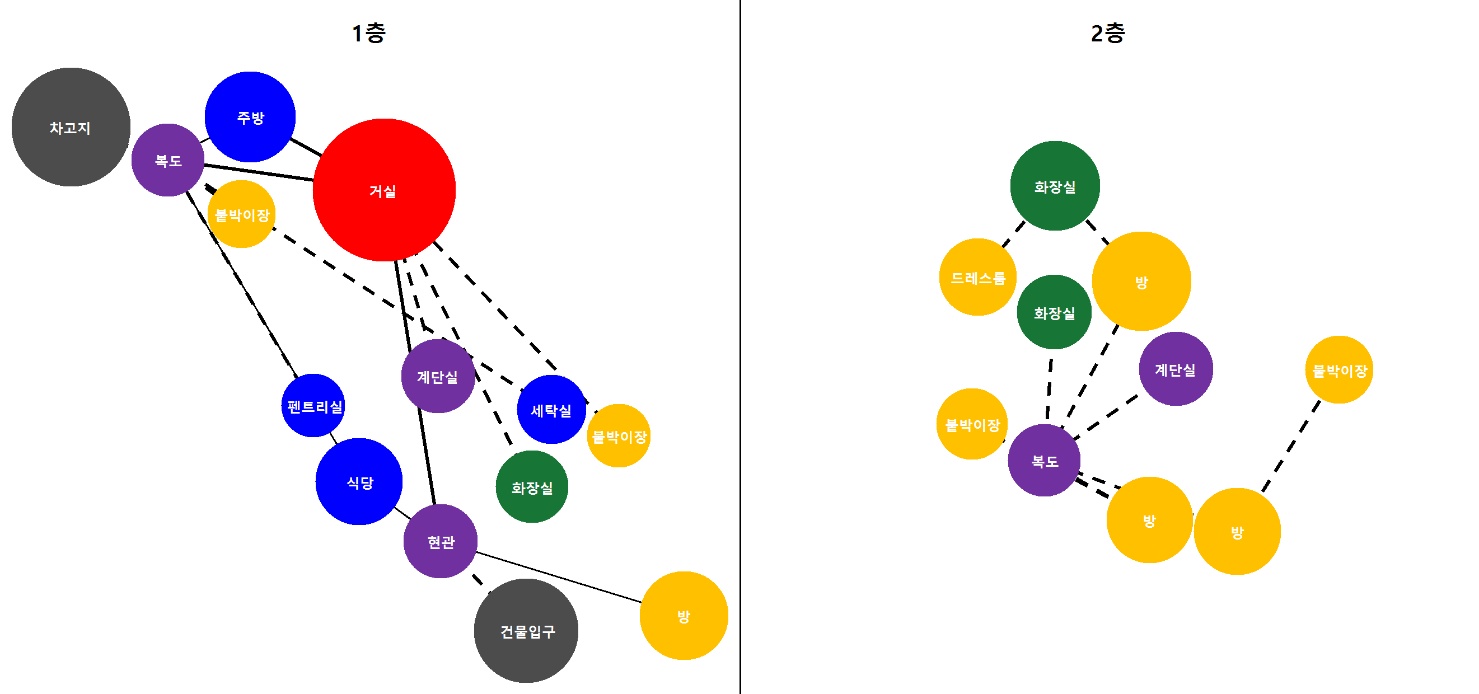 1층
2층
차고지
주방
복도
거실
붙박이장
계단실
펜트리실
세탁실
붙박이장
식당
화장실
현관
건물입구
방
화장실
드레스룸
방
화장실
계단실
붙박이장
붙박이장
복도
방
방